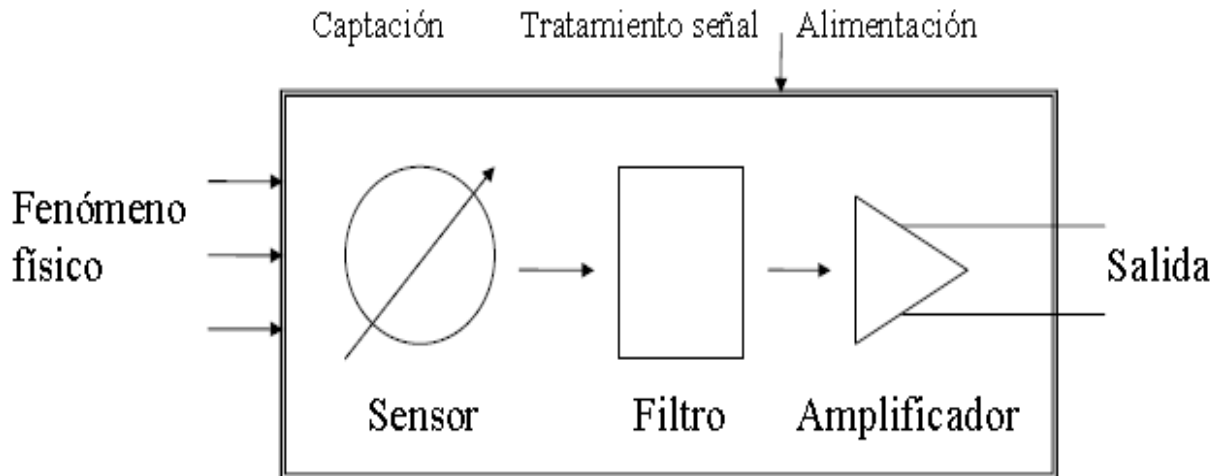 Captación Tratamiento señal Alimentación
Fenómeno
físico
Salida
Sensor Filtro Amplificador